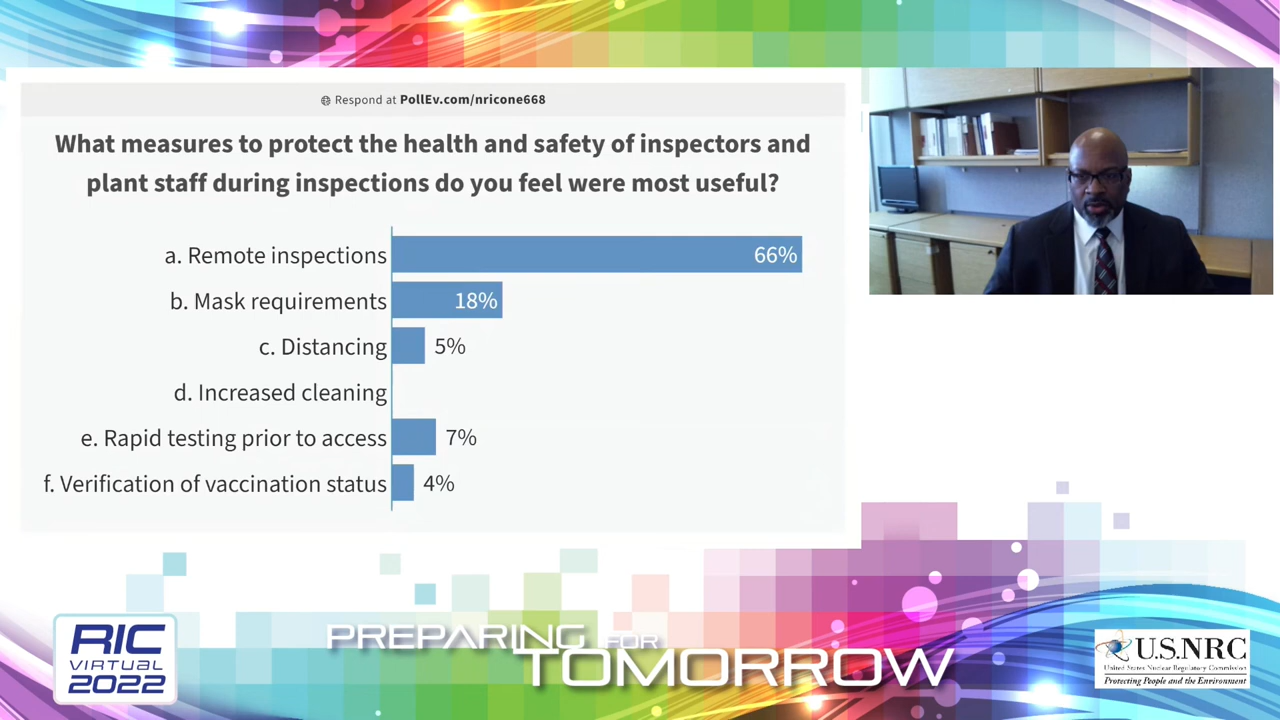 Respond at PollEv.com/nricone668
What measures to protect the health and safety of inspectors and
plant staff during inspections do you feel were most useful?
a. Remote inspections
66%
b. Mask requirements
18%
c. Distancing
5%
d. Increased cleaning
e. Rapid testing prior to access
7%
f. Verification of vaccination status
4%
RIC
VIRTUAL
2022
PREPARING FOR
TOMORROW
U.S.NRC
United States Nuclear Regulatory Commission
Protecting People and the Environment